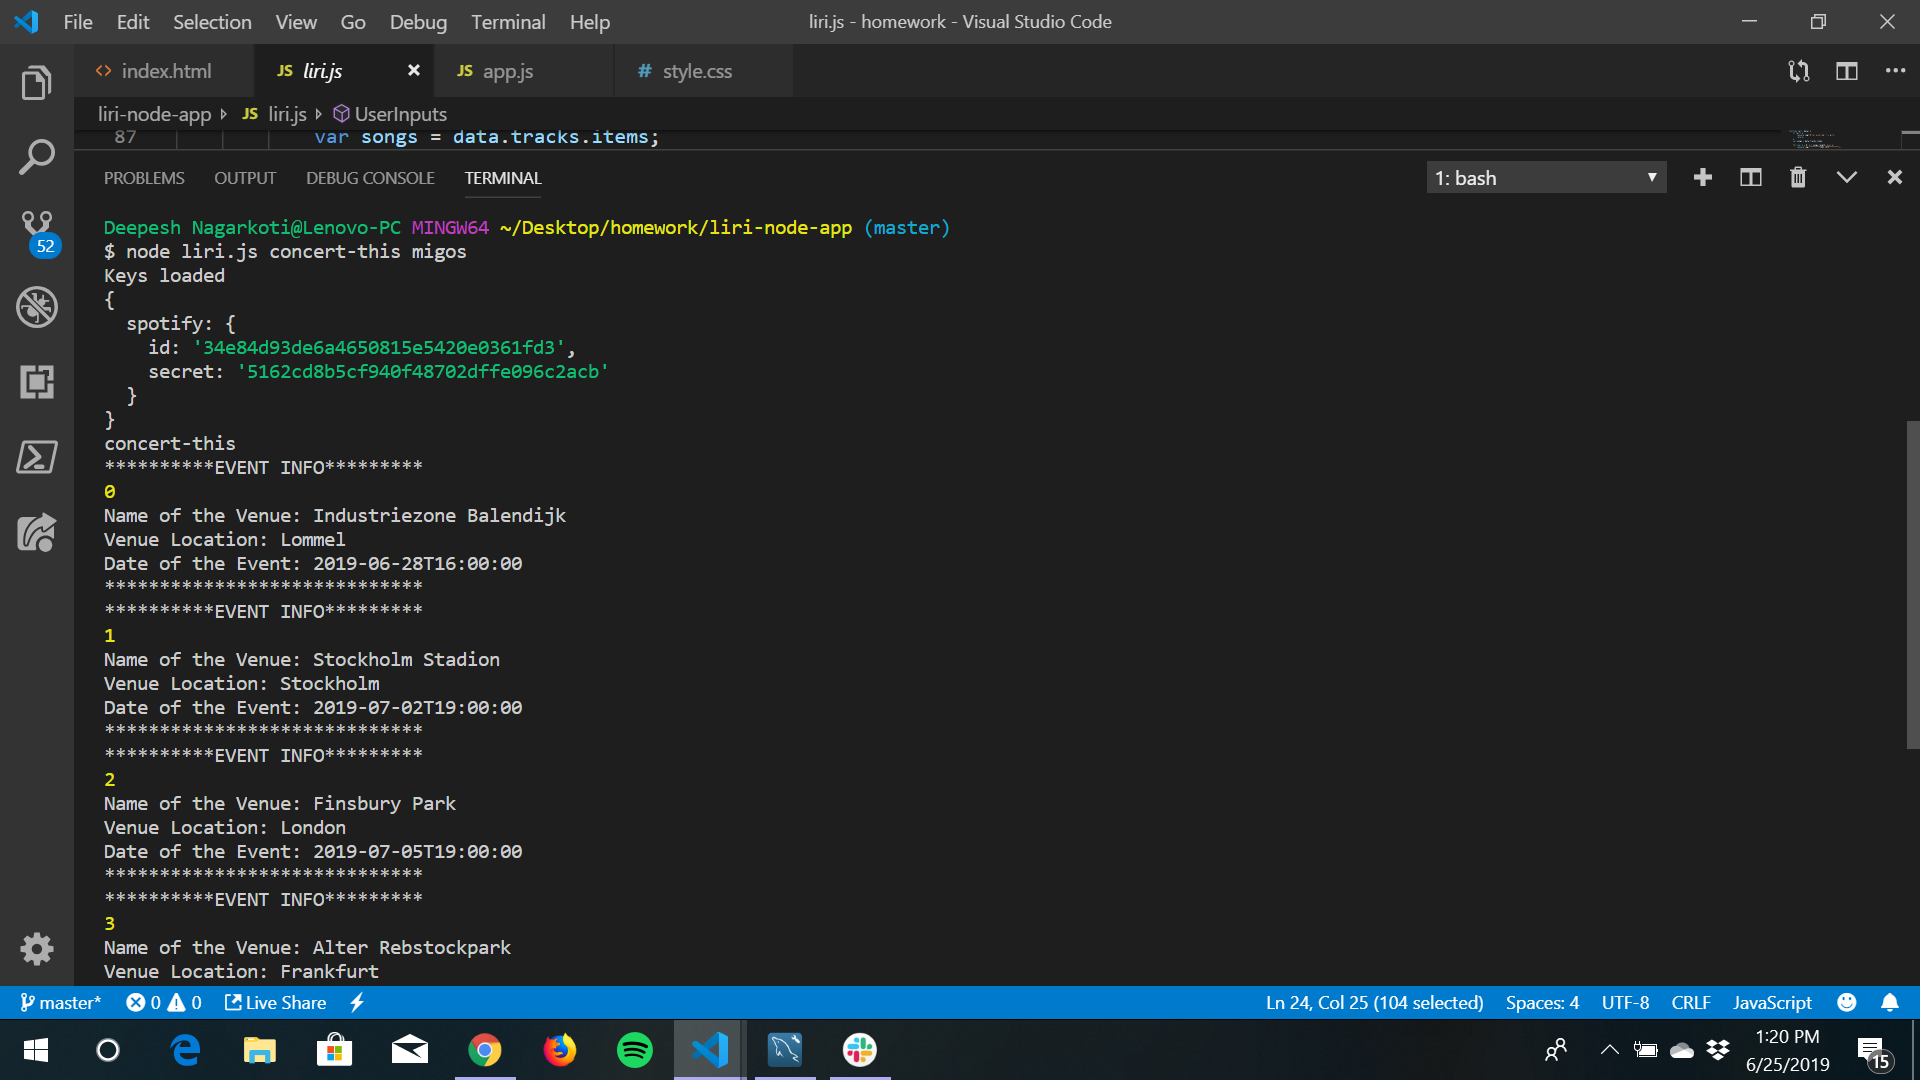 File Edit Selection View Go Debug Terminal Help
liri.js - homework - Visual Studio Code
<> index.html
JS liri.js
JS app.js
# style.css
liri-node-app JS liri.js UserInputs
87 var songs = data.tracks.items;
PROBLEMS OUTPUT DEBUG CONSOLE TERMINAL
1: bash
Deepesh Nagarkoti@Lenovo-PC MINGW64 ~/Desktop/homework/liri-node-app (master)
$ node liri.js concert-this migos
Keys loaded
{
  spotify: {
    id: '34e84d93de6a4650815e5420e0361fd3',
    secret: '5162cd8b5cf940f48702dffe096c2acb'
  }
}
concert-this
**********EVENT INFO*********
0
Name of the Venue: Industriezone Balendijk
Venue Location: Lommel
Date of the Event: 2019-06-28T16:00:00
*****************************
**********EVENT INFO*********
1
Name of the Venue: Stockholm Stadion
Venue Location: Stockholm
Date of the Event: 2019-07-02T19:00:00
*****************************
**********EVENT INFO*********
2
Name of the Venue: Finsbury Park
Venue Location: London
Date of the Event: 2019-07-05T19:00:00
*****************************
**********EVENT INFO*********
3
Name of the Venue: Alter Rebstockpark
Venue Location: Frankfurt
52
master* 0 0 Live Share
Ln 24, Col 25 (104 selected) Spaces: 4 UTF-8 CRLF JavaScript
1:20 PM
6/25/2019
15